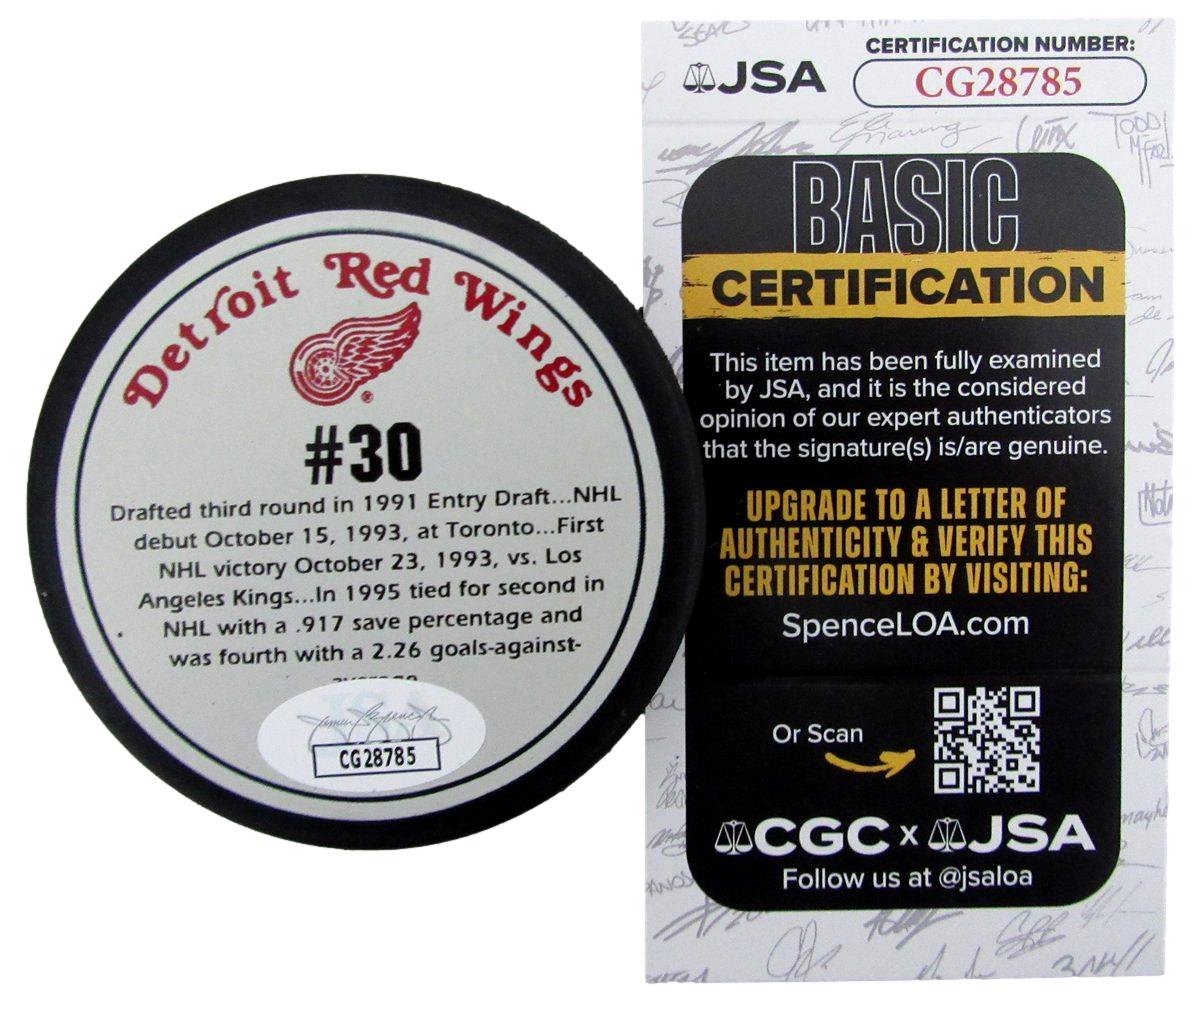 Detroit Red Wings
®
#30
Drafted third round in 1991 Entry Draft...NHL
debut October 15, 1993, at Toronto...First
NHL victory October 23, 1993, vs. Los
Angeles Kings...In 1995 tied for second in
NHL with a .917 save percentage and
was fourth with a 2.26 goals-against-
average
JSA
CG28785
JSA
CERTIFICATION NUMBER:
CG28785
BASIC
CERTIFICATION
This item has been fully examined
by JSA, and it is the considered
opinion of our expert authenticators
that the signature(s) is/are genuine.
UPGRADE TO A LETTER OF
AUTHENTICITY & VERIFY THIS
CERTIFICATION BY VISITING:
SpenceLOA.com
Or Scan
CGC x JSA
Follow us at @jsaloa